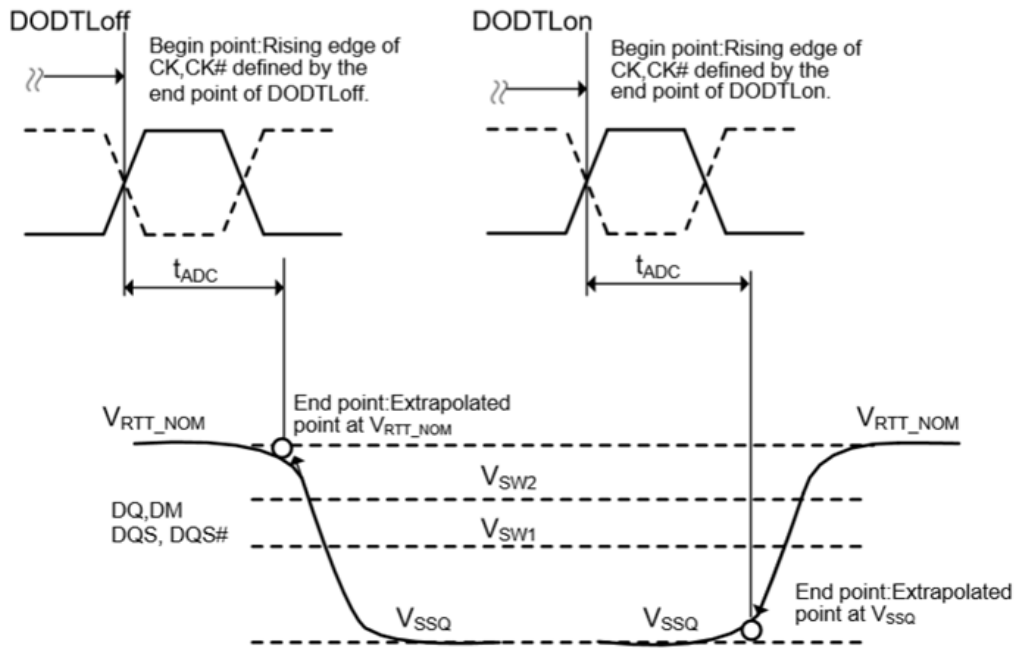 DODTLoff
Begin point:Rising edge of
CK,CK# defined by the
end point of DODTLoff.
DODTLon
Begin point:Rising edge of
CK,CK# defined by the
end point of DODTLon.
tADC
tADC
VRTT_NOM
End point:Extrapolated
point at VRTT_NOM
VRTT_NOM
VSW2
DQ,DM
DQS, DQS#
VSW1
VSSQ
VSSQ
End point:Extrapolated
point at VSSQ